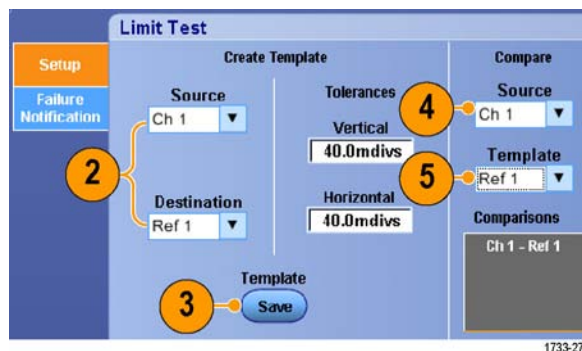 Limit Test
Setup
Failure
Notification
Create Template
Source
Ch 1
2
Destination
Ref 1
Tolerances
Vertical
40.0mdivs
Horizontal
40.0mdivs
Template
3
Save
Compare
Source
4
Ch 1
Template
5
Ref 1
Comparisons
Ch 1 - Ref 1
1733-27